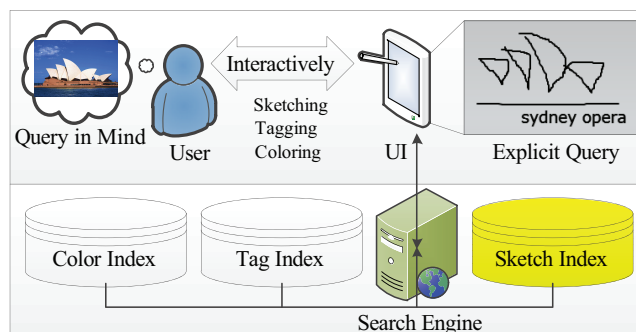 Interactively
Sketching
Tagging
Coloring
Query in Mind
User
UI
sydney opera
Explicit Query
Color Index
Tag Index
Sketch Index
Search Engine